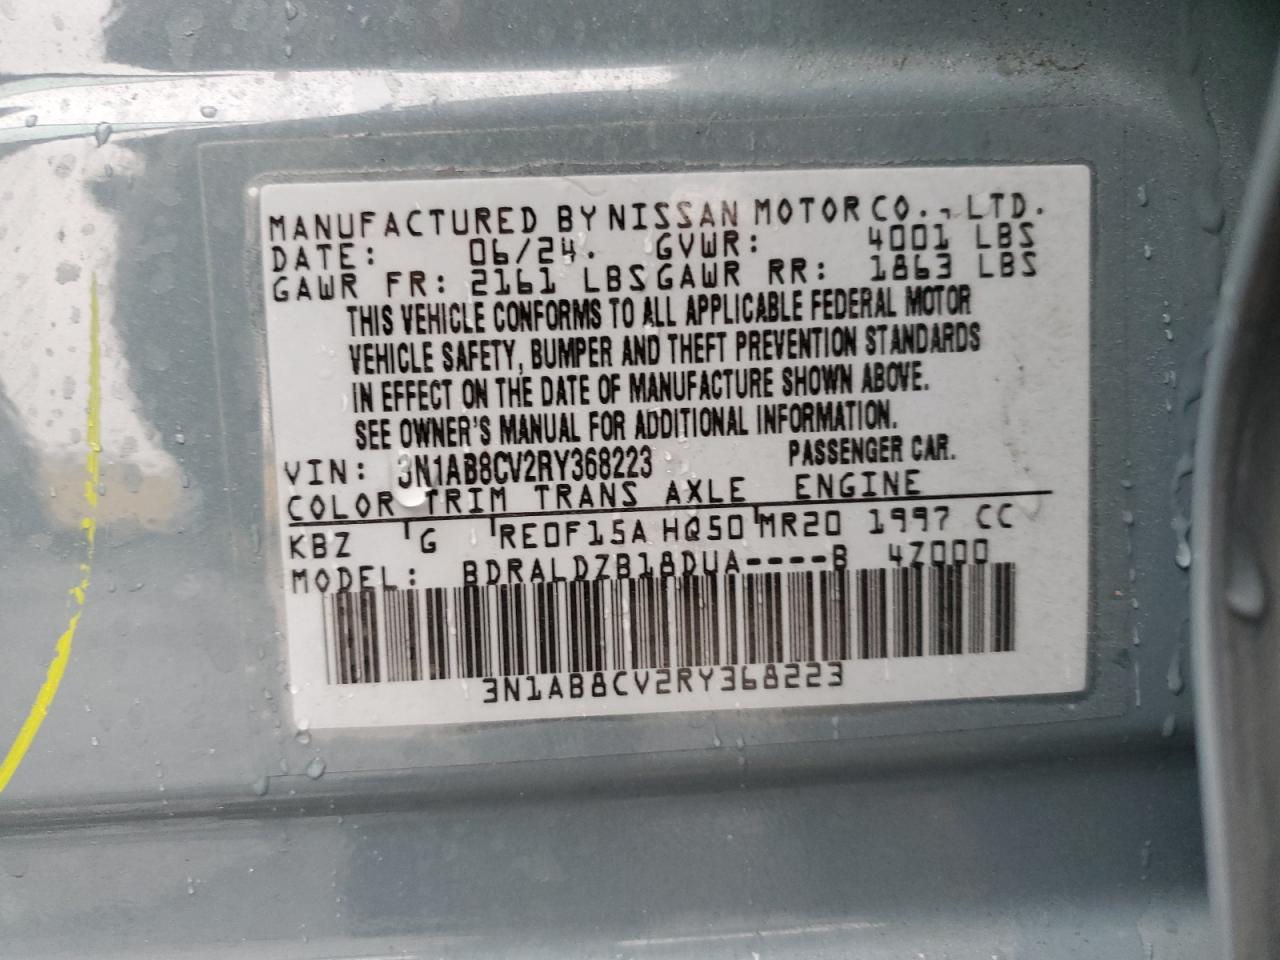 MANUFACTURED BY NISSAN MOTOR CO., LTD.
DATE: 06/24. GVWR: 4001 LBS
GAWR FR: 2161 LBS GAWR RR: 1863 LBS
THIS VEHICLE CONFORMS TO ALL APPLICABLE FEDERAL MOTOR
VEHICLE SAFETY, BUMPER AND THEFT PREVENTION STANDARDS
IN EFFECT ON THE DATE OF MANUFACTURE SHOWN ABOVE.
SEE OWNER'S MANUAL FOR ADDITIONAL INFORMATION.
VIN: 3N1AB8CV2RY368223 PASSENGER CAR.
COLOR TRIM TRANS AXLE ENGINE
KBZ G RE0F15A HQ50 MR20 1997 CC
MODEL: BDRALDZB18DUA----B 4Z000
3N1AB8CV2RY368223